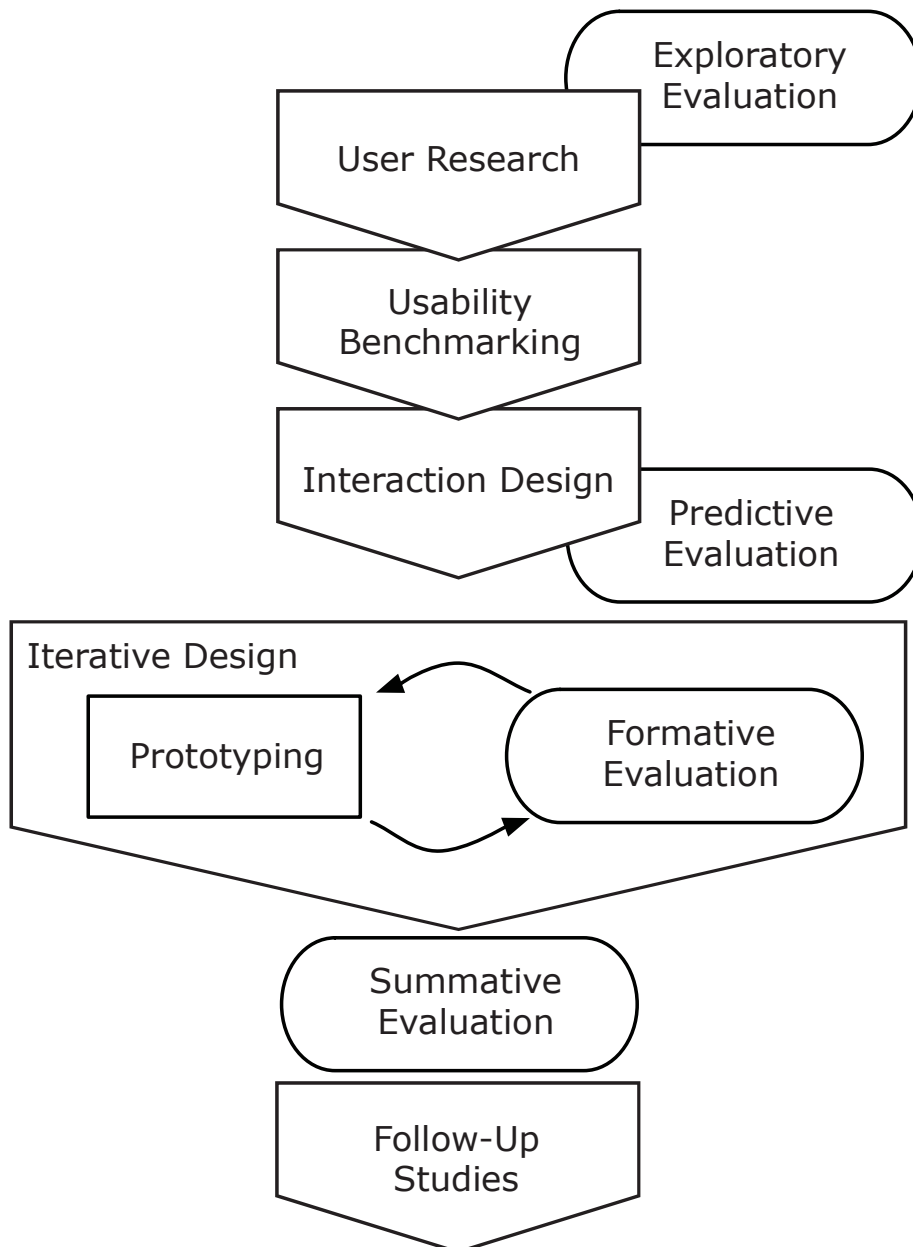 Exploratory
Evaluation
User Research
Usability
Benchmarking
Interaction Design
Predictive
Evaluation
Iterative Design
Prototyping
Formative
Evaluation
Summative
Evaluation
Follow-Up
Studies